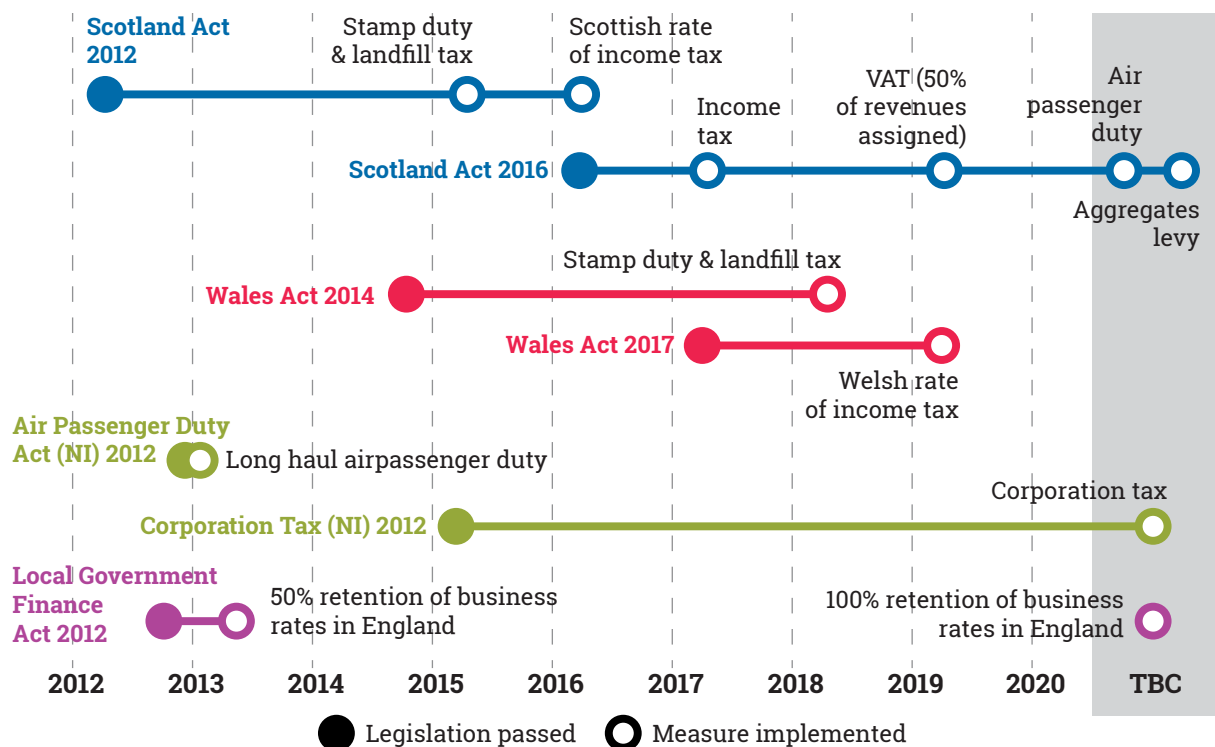 Scotland Act
2012
Stamp duty
& landfill tax
Scottish rate
of income tax
Income
tax
VAT (50%
of revenues
assigned)
Air
passenger
duty
Scotland Act 2016
Aggregates
levy
Stamp duty & landfill tax
Wales Act 2014
Wales Act 2017
Welsh rate
of income tax
Air Passenger Duty
Act (NI) 2012
Long haul airpassenger duty
Corporation tax
Corporation Tax (NI) 2012
Local Government
Finance
Act 2012
50% retention of business
rates in England
100% retention of business
rates in England
2012 2013 2014 2015 2016 2017 2018 2019 2020 TBC
Legislation passed Measure implemented